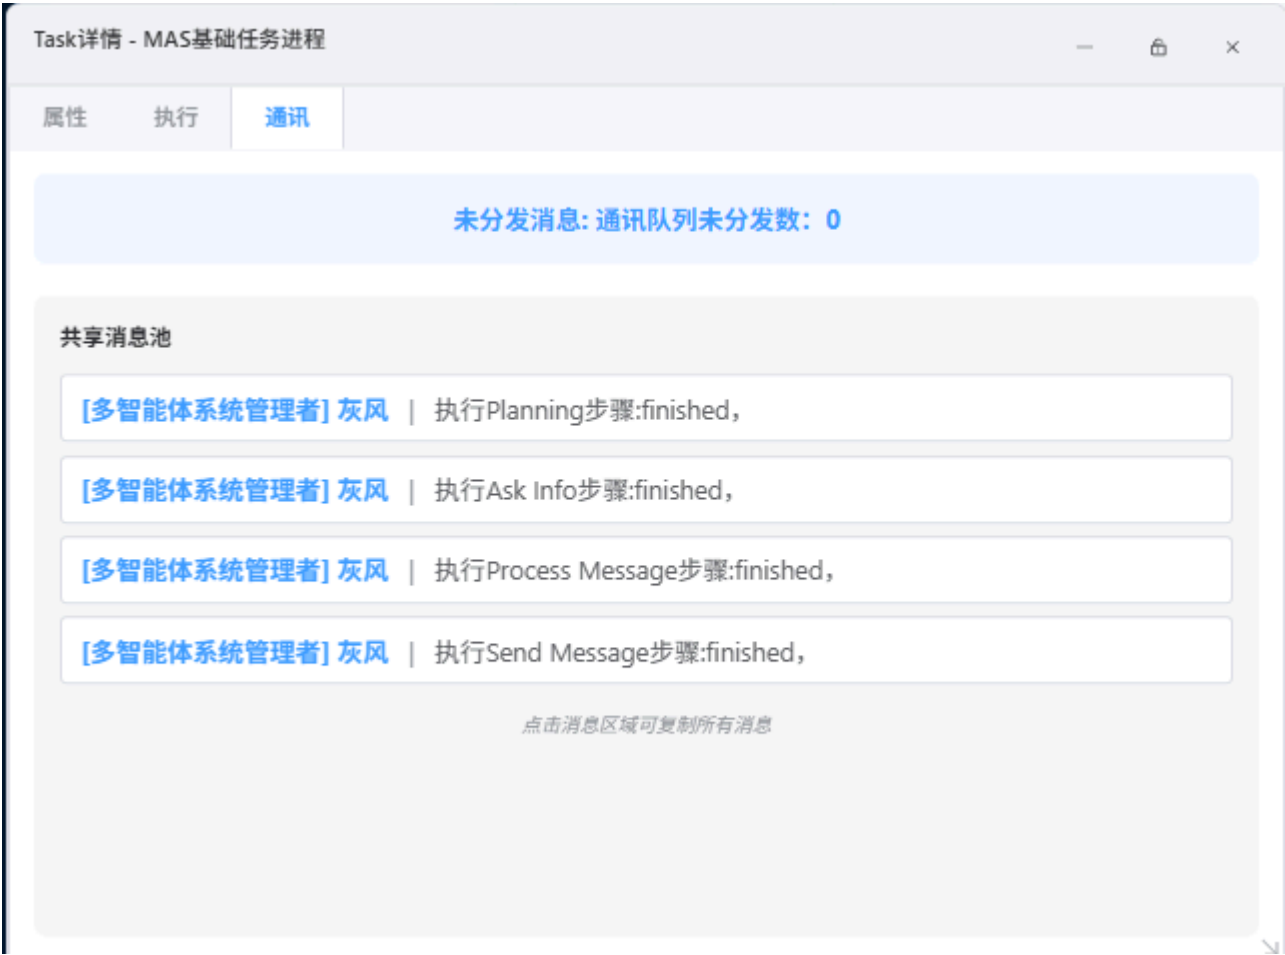 Task详情 - MAS基础任务进程
属性 执行 通讯
未分发消息: 通讯队列未分发数：0
共享消息池
[多智能体系统管理者] 灰风 | 执行Planning步骤:finished，
[多智能体系统管理者] 灰风 | 执行Ask Info步骤:finished，
[多智能体系统管理者] 灰风 | 执行Process Message步骤:finished，
[多智能体系统管理者] 灰风 | 执行Send Message步骤:finished，
点击消息区域可复制所有消息